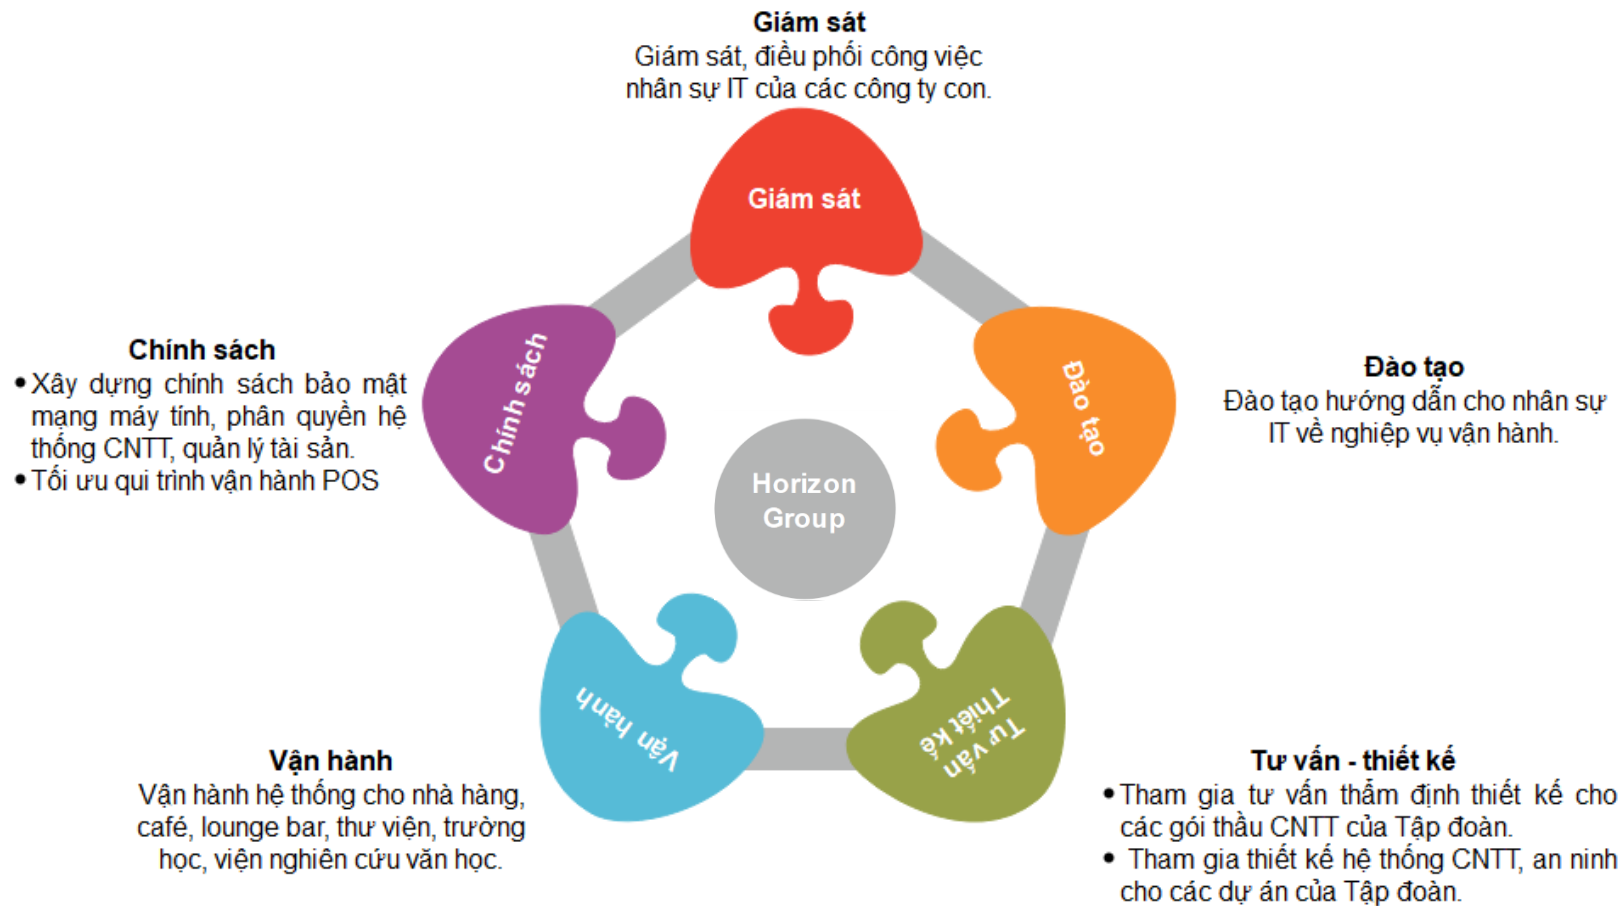 Giám sát
Giám sát, điều phối công việc
nhân sự IT của các công ty con.
Giám sát
Chính sách
• Xây dựng chính sách bảo mật
mạng máy tính, phân quyền hệ
thống CNTT, quản lý tài sản.
• Tối ưu qui trình vận hành POS
Chính sách
Đào tạo
Đào tạo
Đào tạo hướng dẫn cho nhân sự
IT về nghiệp vụ vận hành.
Horizon
Group
Vận hành
Tư vấn
Thiết kế
Vận hành
Vận hành hệ thống cho nhà hàng,
café, lounge bar, thư viện, trường
học, viện nghiên cứu văn học.
Tư vấn - thiết kế
• Tham gia tư vấn thẩm định thiết kế cho
các gói thầu CNTT của Tập đoàn.
• Tham gia thiết kế hệ thống CNTT, an ninh
cho các dự án của Tập đoàn.